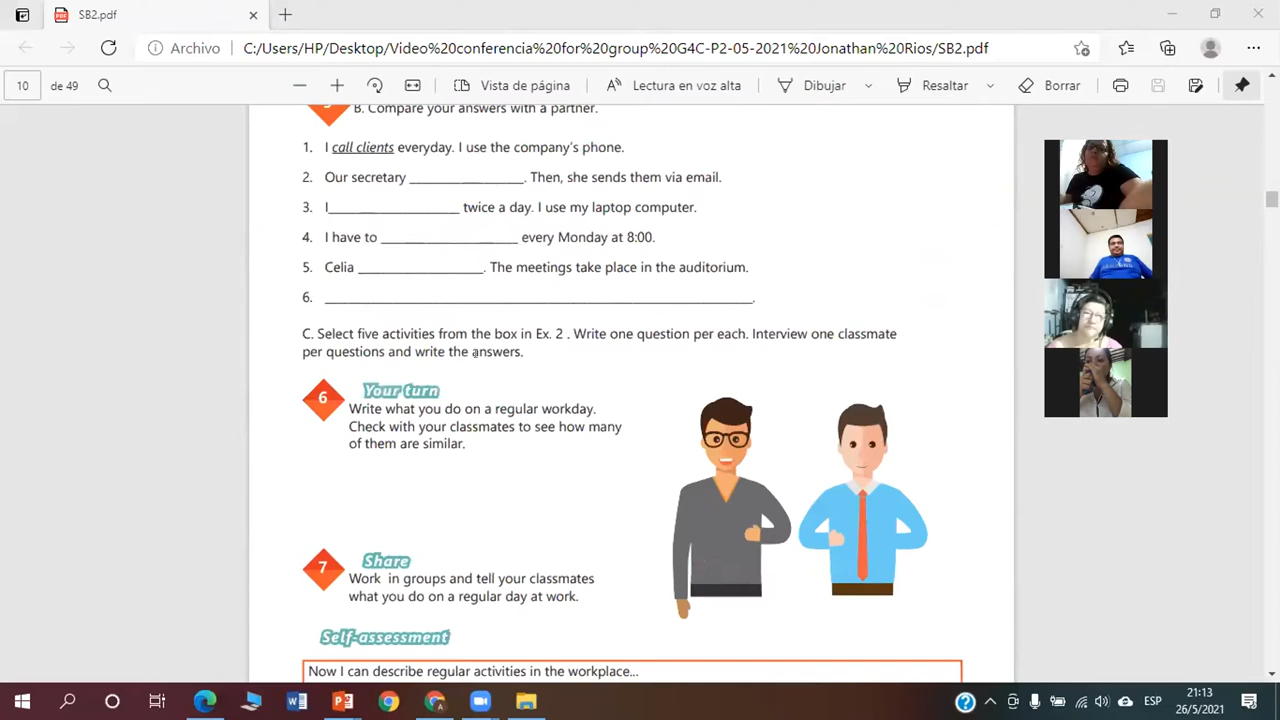 SB2.pdf
Archivo C:/Users/HP/Desktop/Video%20conferencia%20for%20group%20G4C-P2-05-2021%20Jonathan%20Rios/SB2.pdf
10 de 49 Vista de página Lectura en voz alta Dibujar Resaltar Borrar
B. Compare your answers with a partner.
1. I call clients everyday. I use the company's phone.
2. Our secretary ___________________. Then, she sends them via email.
3. I______________________ twice a day. I use my laptop computer.
4. I have to _______________________ every Monday at 8:00.
5. Celia _____________________. The meetings take place in the auditorium.
6. ______________________________________________________________________.
C. Select five activities from the box in Ex. 2 . Write one question per each. Interview one classmate
per questions and write the answers.
6 Your turn
Write what you do on a regular workday.
Check with your classmates to see how many
of them are similar.
7 Share
Work in groups and tell your classmates
what you do on a regular day at work.
Self-assessment
Now I can describe regular activities in the workplace...
ESP
21:13
26/5/2021